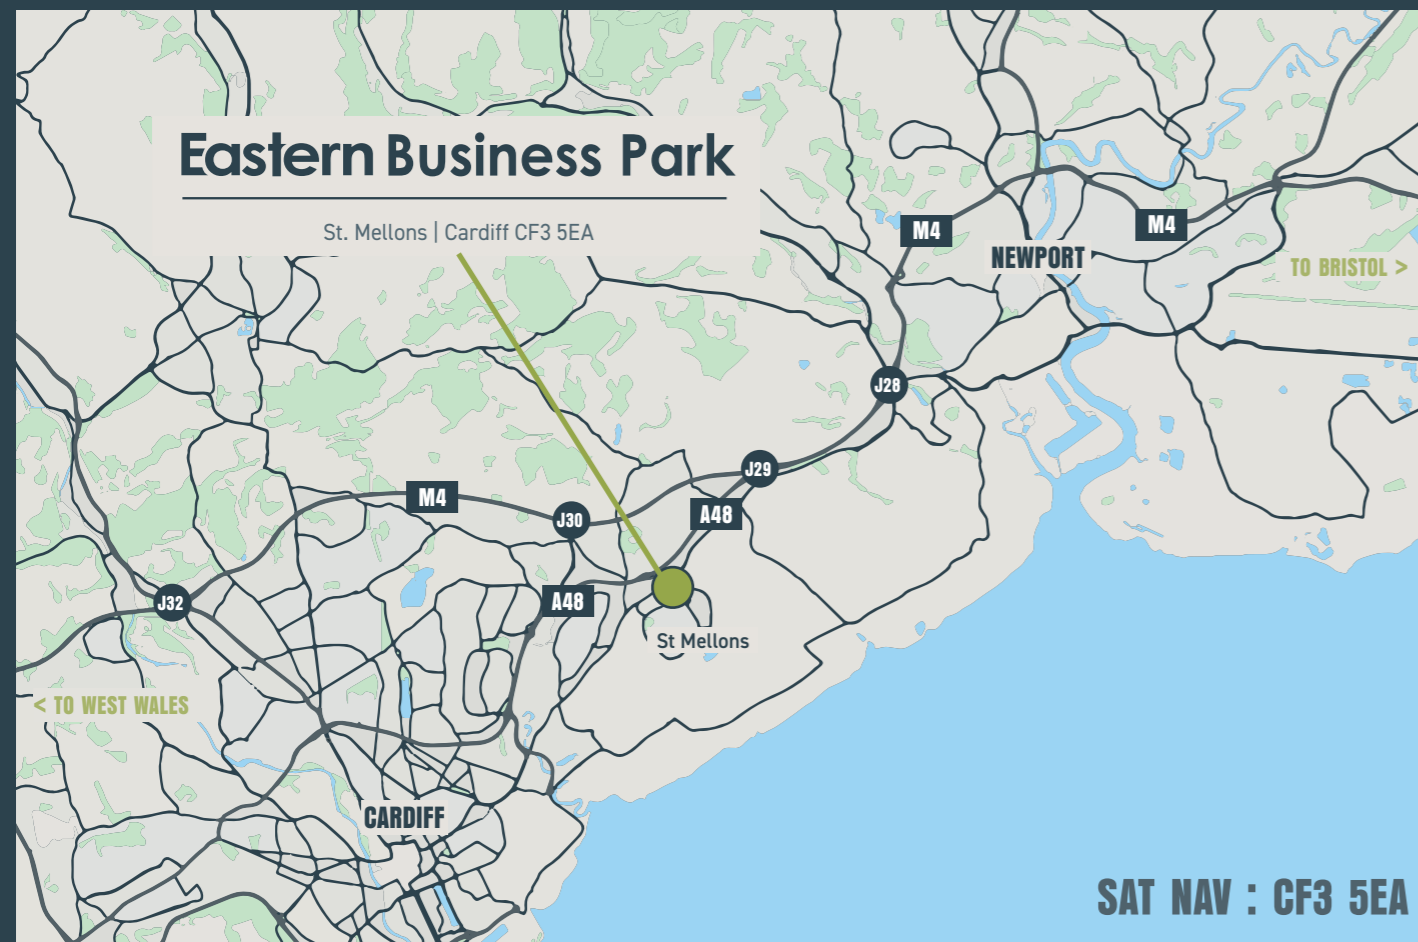 Eastern Business Park
St. Mellons | Cardiff CF3 5EA
M4
M4
NEWPORT
TO BRISTOL >
J28
J29
M4
A48
J30
A48
J32
St Mellons
< TO WEST WALES
CARDIFF
SAT NAV : CF3 5EA